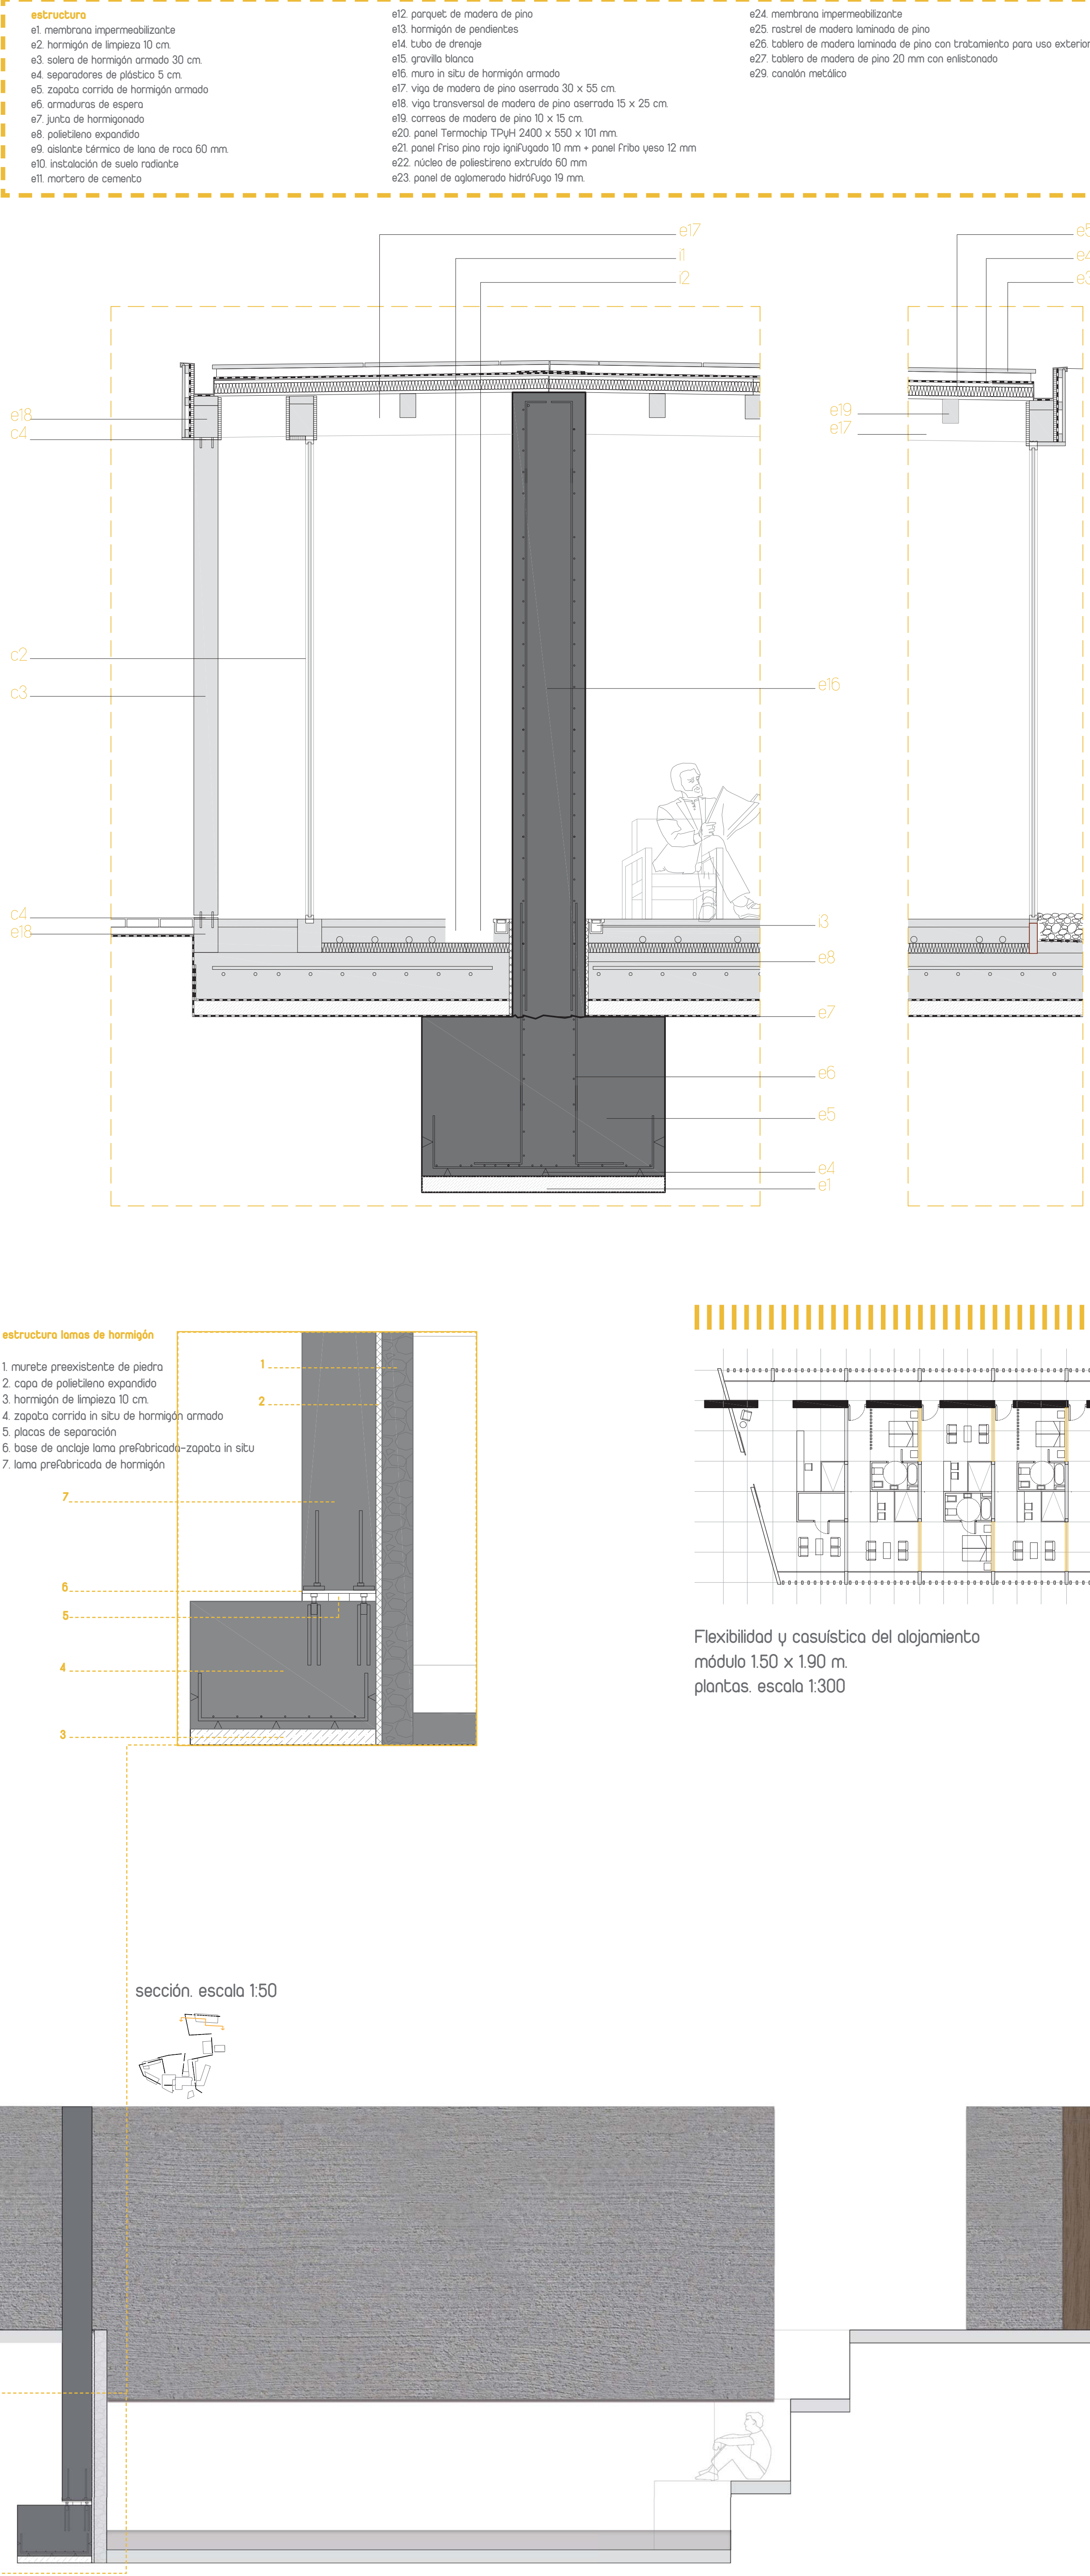 estructura
e1. membrana impermeabilizante
e2. hormigón de limpieza 10 cm.
e3. solera de hormigón armado 30 cm.
e4. separadores de plástico 5 cm.
e5. zapata corrida de hormigón armado
e6. armaduras de espera
e7. junta de hormigonado
e8. polietileno expandido
e9. aislante térmico de lana de roca 60 mm.
e10. instalación de suelo radiante
e11. mortero de cemento
e12. parquet de madera de pino
e13. hormigón de pendientes
e14. tubo de drenaje
e15. gravilla blanca
e16. muro in situ de hormigón armado
e17. viga de madera de pino aserrada 30 x 55 cm.
e18. viga transversal de madera de pino aserrada 15 x 25 cm.
e19. correas de madera de pino 10 x 15 cm.
e20. panel Termochip TPyH 2400 x 550 x 101 mm.
e21. panel friso pino rojo ignifugado 10 mm + panel fribo yeso 12 mm
e22. núcleo de poliestireno extruído 60 mm
e23. panel de aglomerado hidrófugo 19 mm.
e24. membrana impermeabilizante
e25. rastrel de madera laminada de pino
e26. tablero de madera laminada de pino con tratamiento para uso exterior
e27. tablero de madera de pino 20 mm con enlistonado
e29. canalón metálico
e17
i1
i2
e18
c4
c2
c3
c4
e18
e19
e17
e16
i3
e8
e7
e6
e5
e4
e1
estructura lamas de hormigón
1. murete preexistente de piedra
2. capa de polietileno expandido
3. hormigón de limpieza 10 cm.
4. zapata corrida in situ de hormigón armado
5. placas de separación
6. base de anclaje lama prefabricada-zapata in situ
7. lama prefabricada de hormigón
1
2
7
6
5
4
3
Flexibilidad y casuística del alojamiento
módulo 1.50 x 1.90 m.
plantas. escala 1:300
sección. escala 1:50